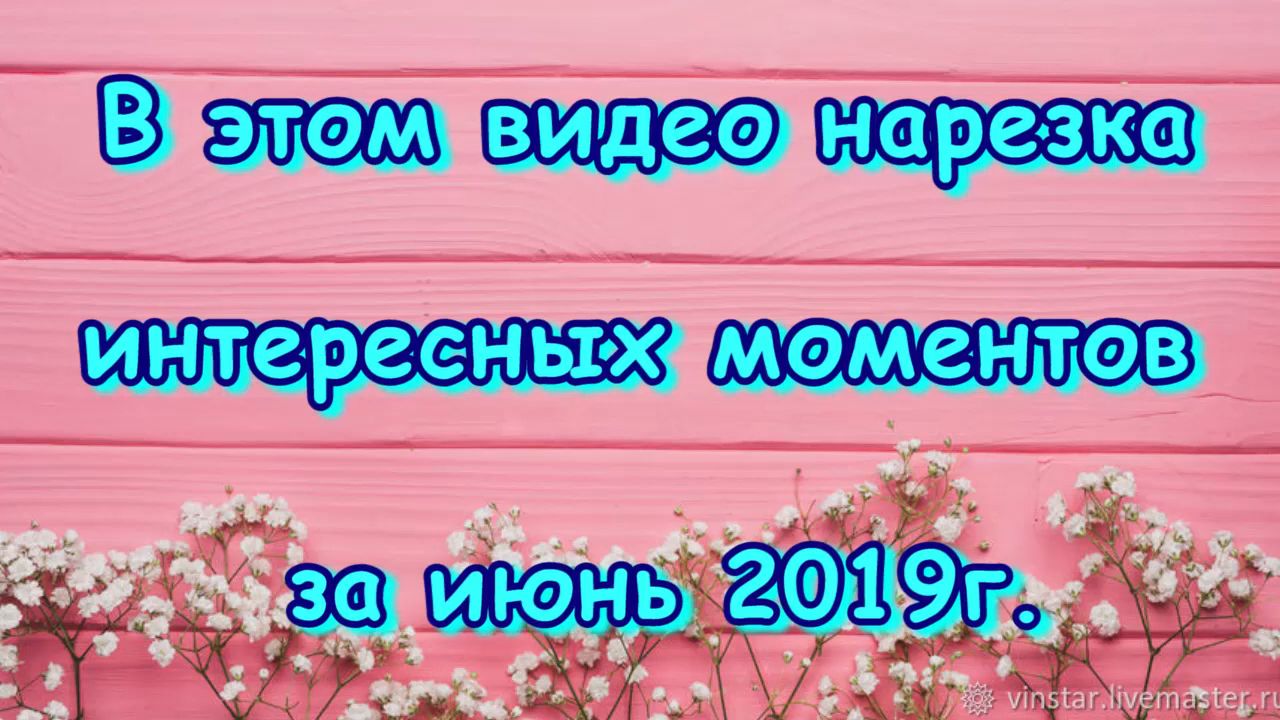 В этом видео нарезка
интересных моментов
за июнь 2019г.
vinstar.livemaster.ru